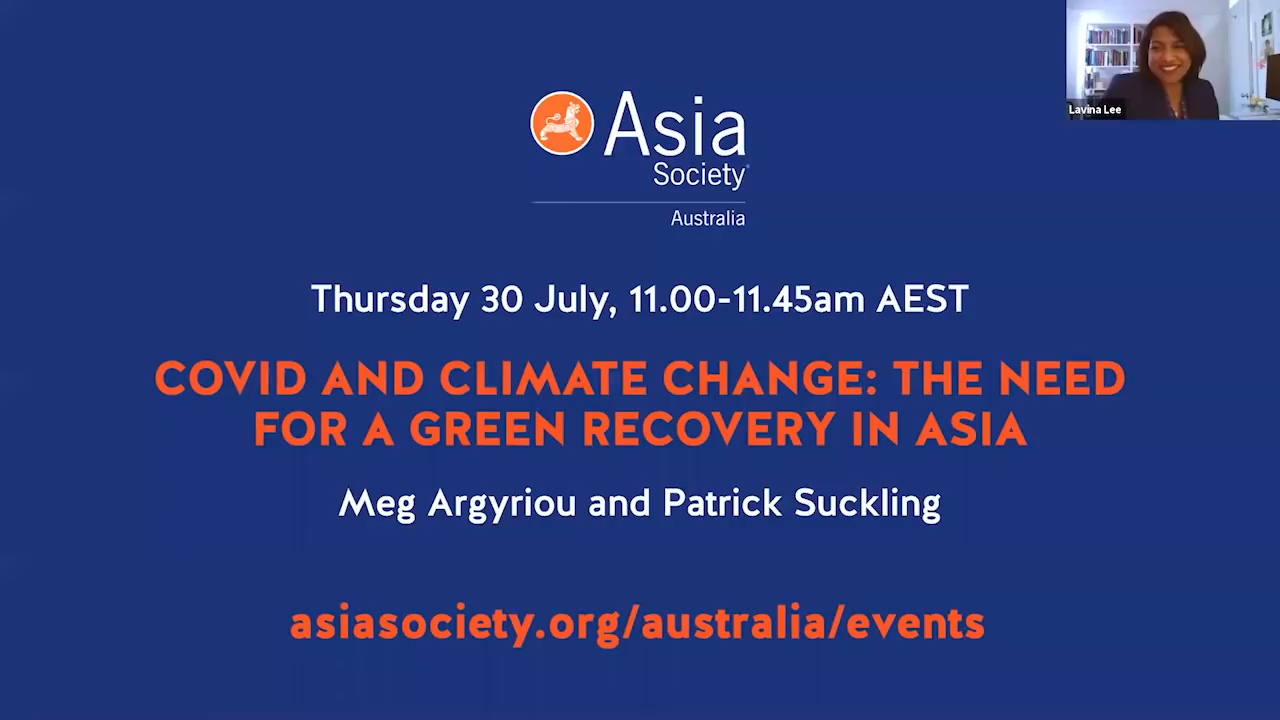 Lavina Lee
Asia
Society
Australia
Thursday 30 July, 11.00-11.45am AEST
COVID AND CLIMATE CHANGE: THE NEED
FOR A GREEN RECOVERY IN ASIA
Meg Argyriou and Patrick Suckling
asiasociety.org/australia/events